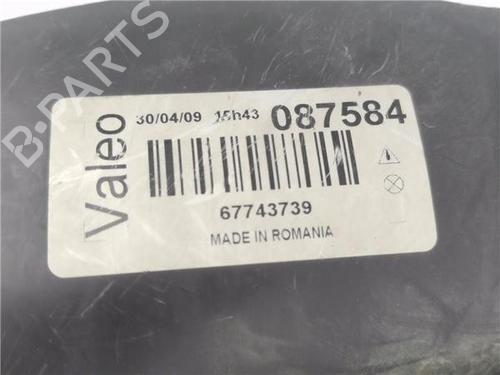 B-PARTS
Valeo
30/04/09 15h43 087584
67743739
MADE IN ROMANIA